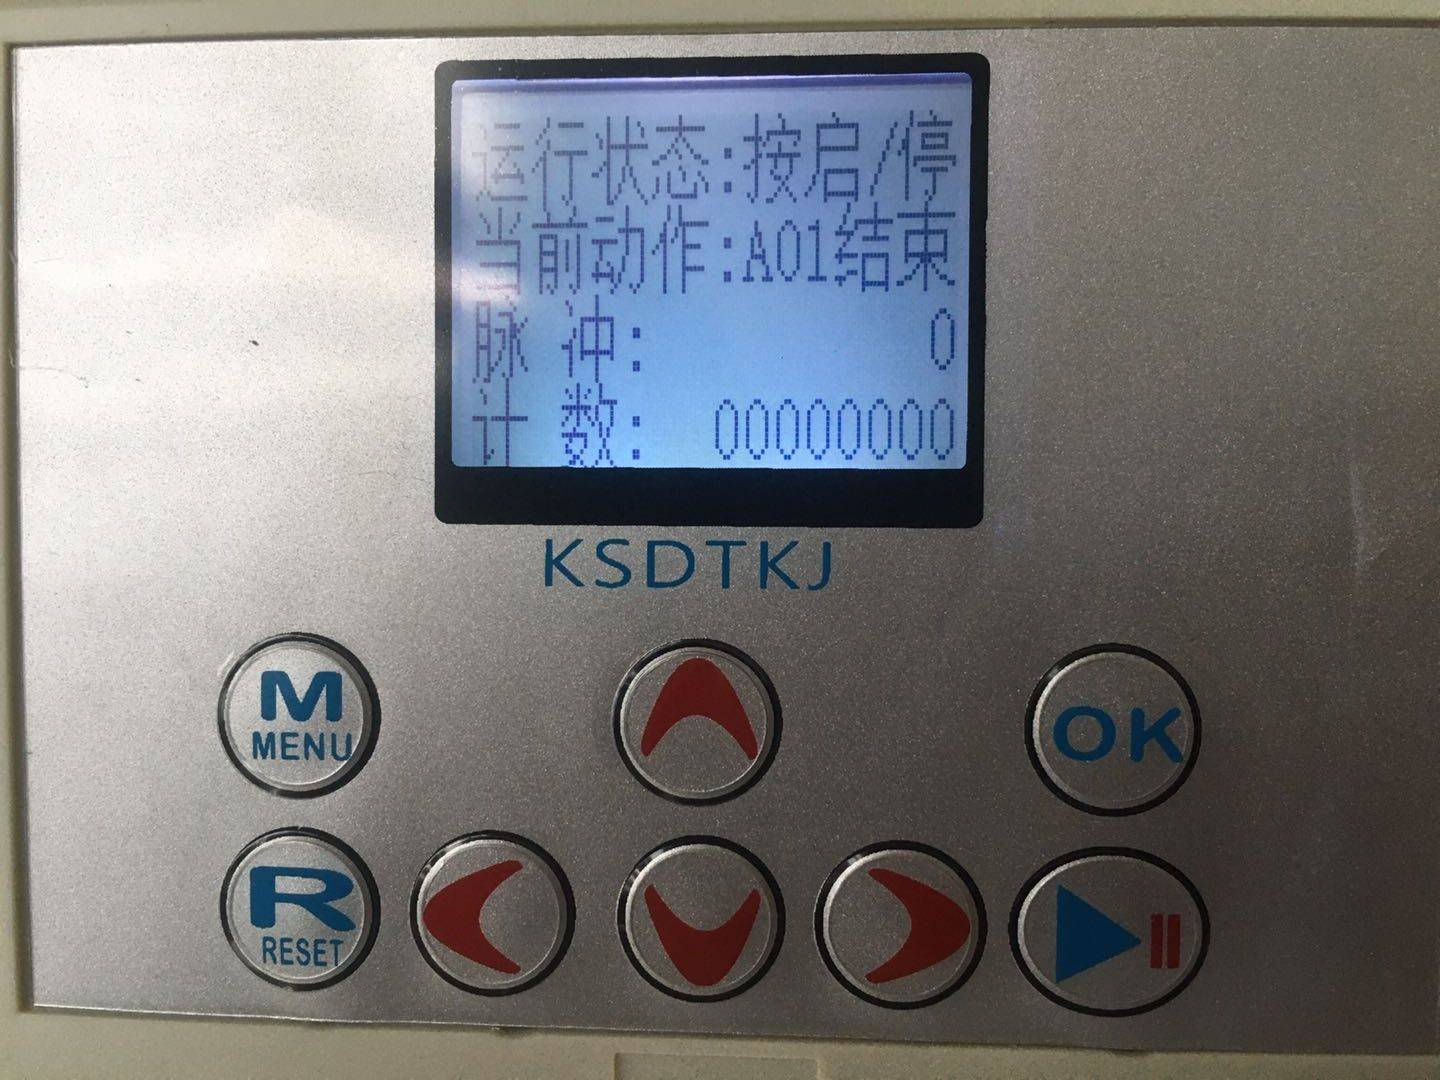 运行状态:按启/停
当前动作:A01结束
脉 冲: 0
计 数: 00000000
KSDTKJ
M
MENU
OK
R
RESET